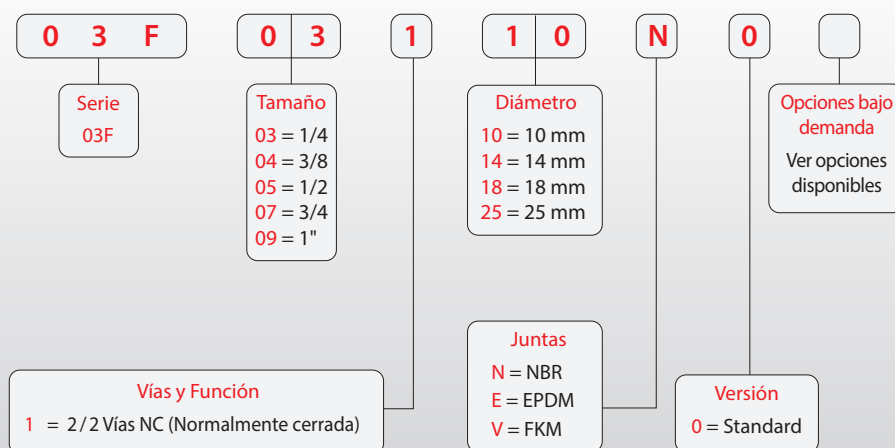 0 3 F 0 3 1 1 0 N 0
Serie
03F
Tamaño
03 = 1/4
04 = 3/8
05 = 1/2
07 = 3/4
09 = 1"
Diámetro
10 = 10 mm
14 = 14 mm
18 = 18 mm
25 = 25 mm
Opciones bajo
demanda
Ver opciones
disponibles
Vías y Función
1 = 2/2 Vías NC (Normalmente cerrada)
Juntas
N = NBR
E = EPDM
V = FKM
Versión
0 = Standard